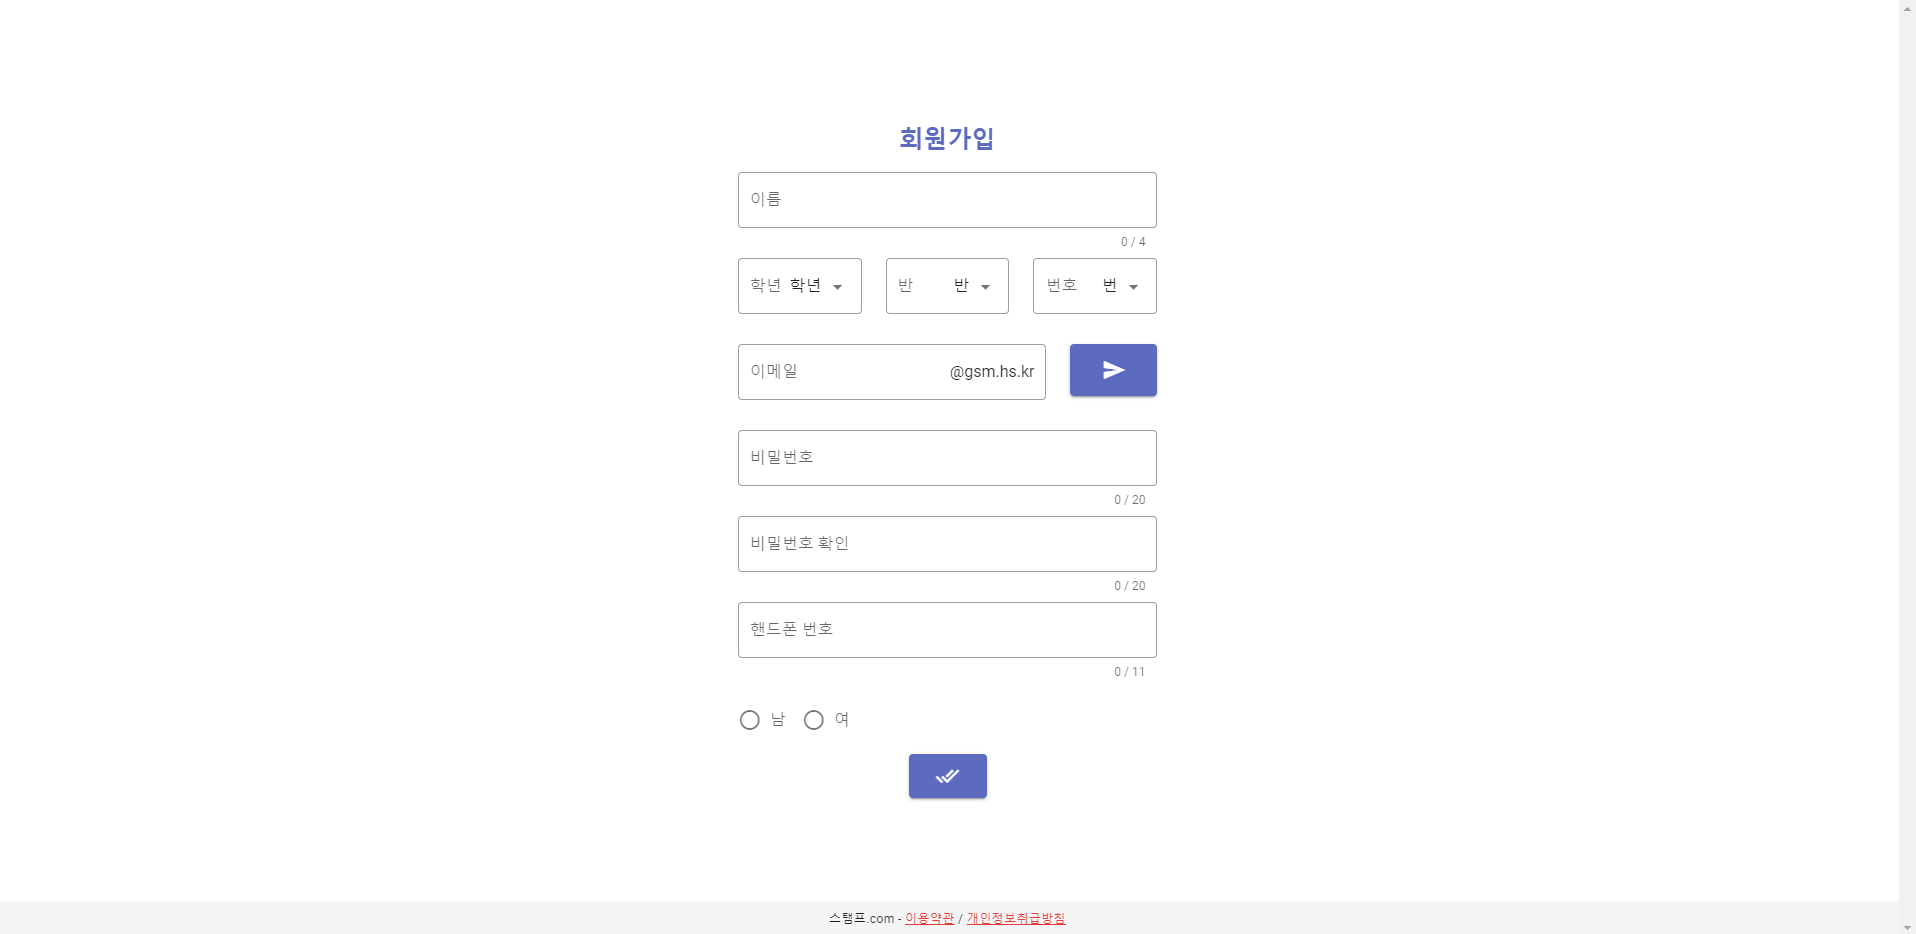 회원가입
이름
0 / 4
학년 학년 반 반 번호 번
이메일 @gsm.hs.kr
비밀번호
0 / 20
비밀번호 확인
0 / 20
핸드폰 번호
0 / 11
남 여
스탬프.com - 이용약관 / 개인정보취급방침